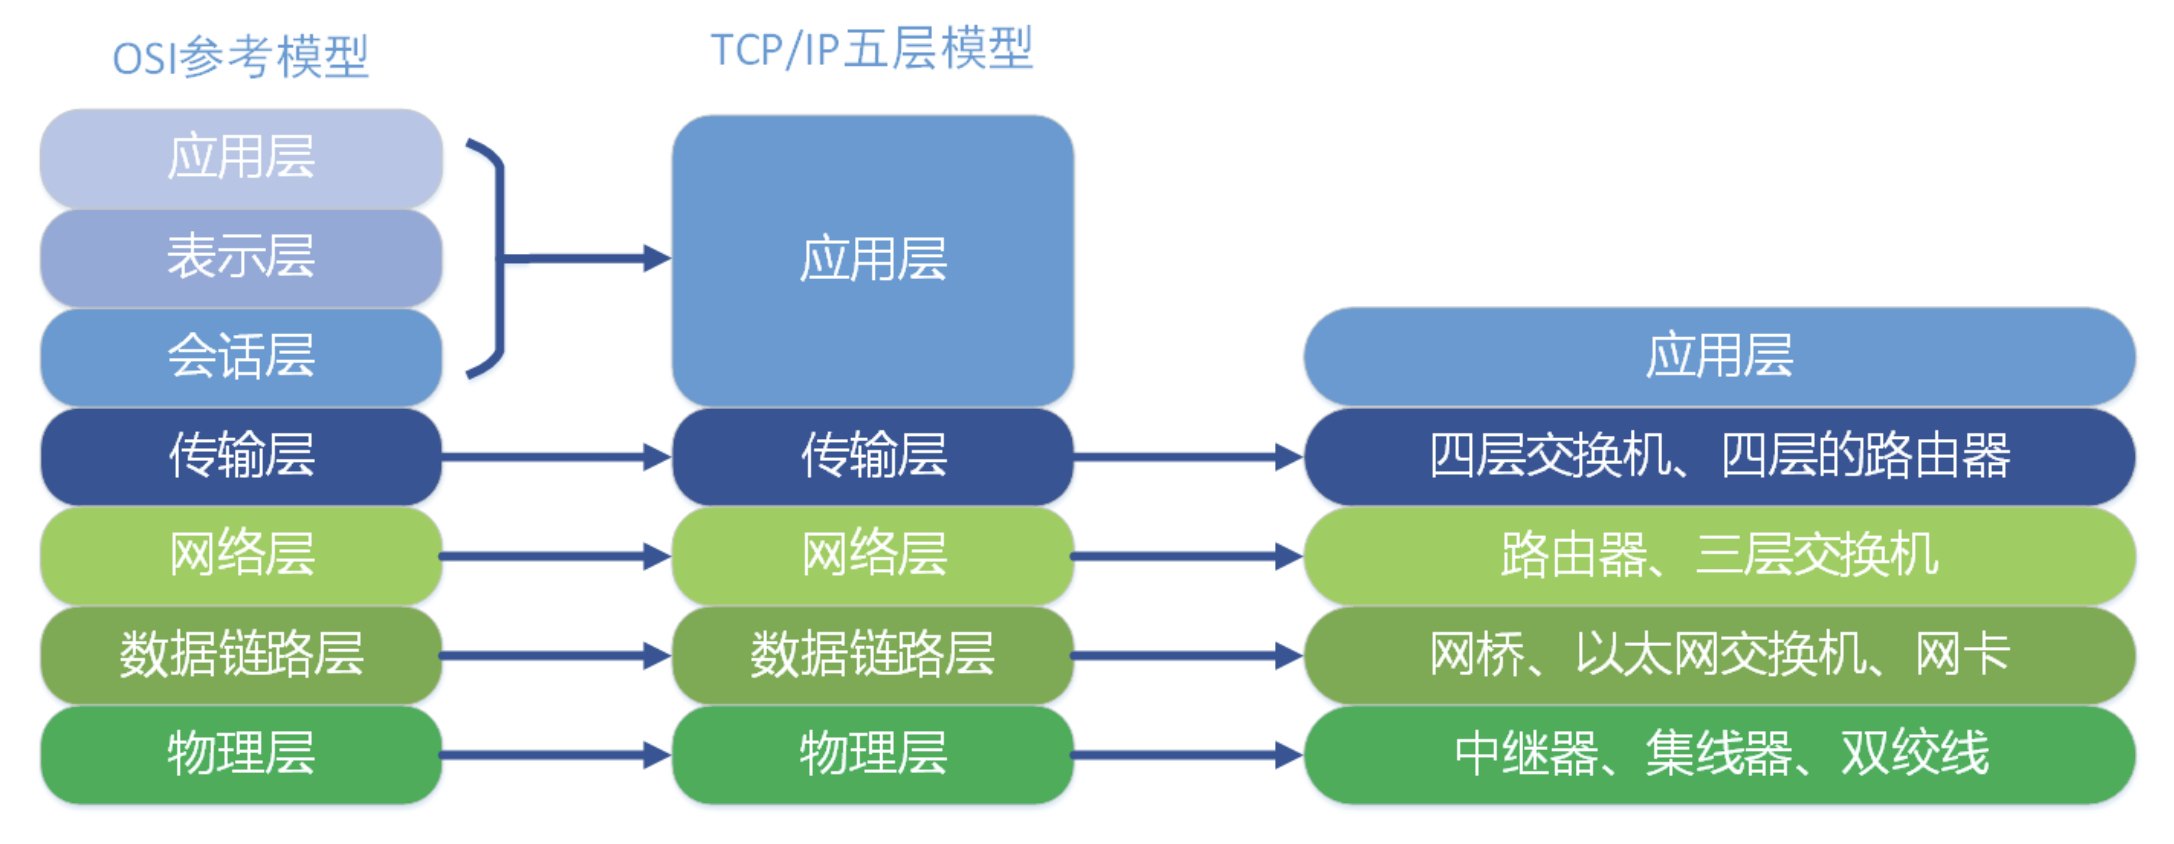 OSI参考模型
应用层
表示层
会话层
传输层
网络层
数据链路层
物理层
TCP/IP五层模型
应用层
传输层
网络层
数据链路层
物理层
应用层
四层交换机、四层的路由器
路由器、三层交换机
网桥、以太网交换机、网卡
中继器、集线器、双绞线